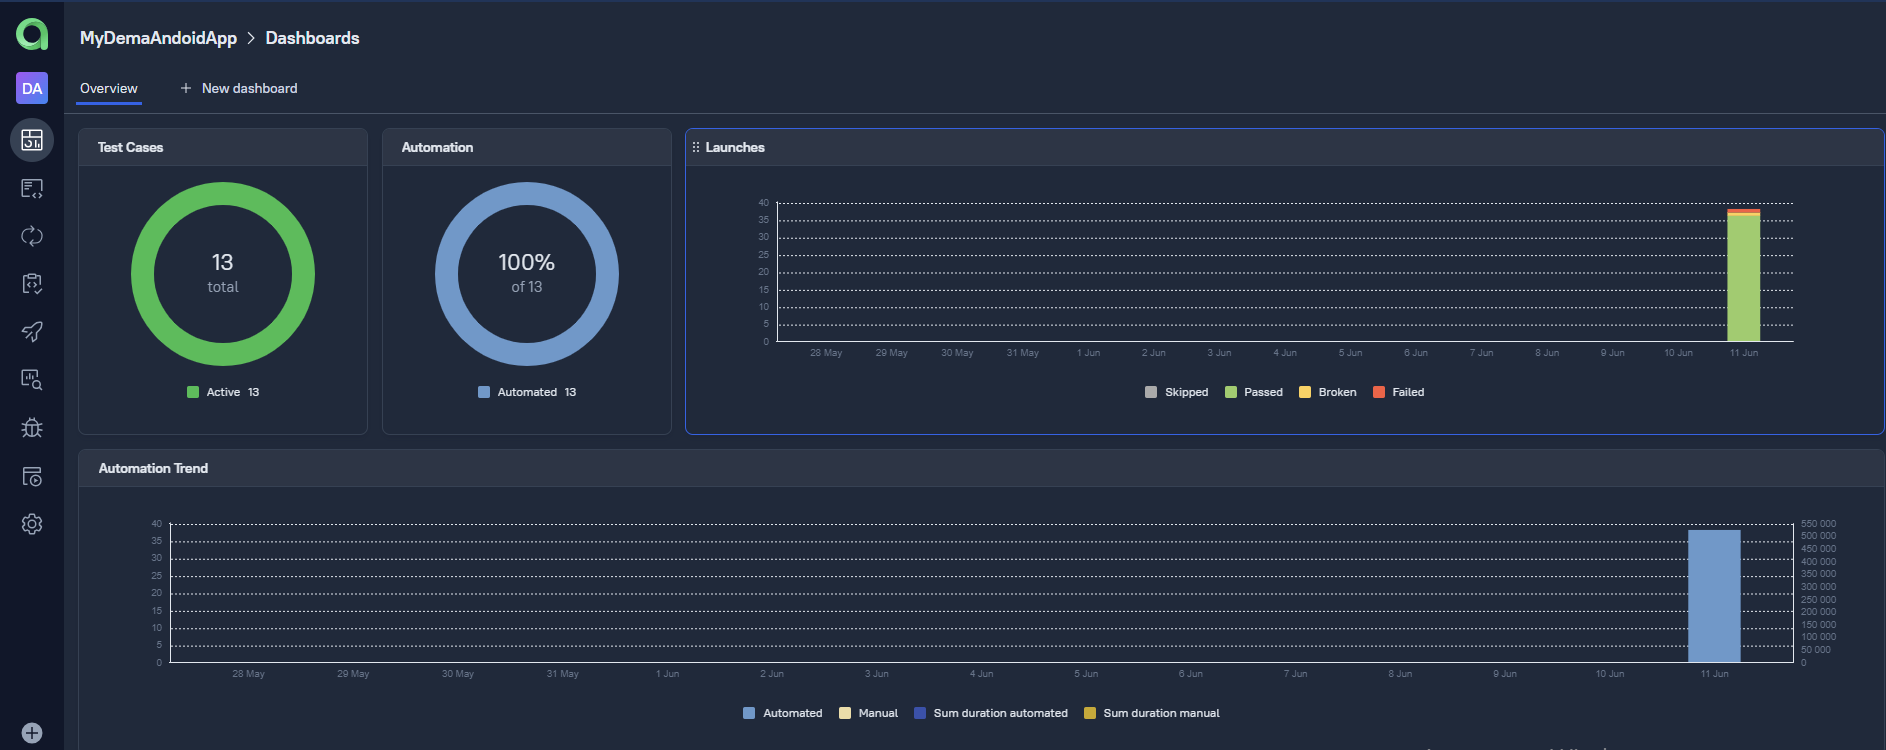 MyDemaAndoidApp > Dashboards
DA
Overview
+ New dashboard
Test Cases
13
total
Active 13
Automation
100%
of 13
Automated 13
Launches
40
35
30
25
20
15
10
5
0
28 May 29 May 30 May 31 May 1 Jun 2 Jun 3 Jun 4 Jun 5 Jun 6 Jun 7 Jun 8 Jun 9 Jun 10 Jun 11 Jun
Skipped Passed Broken Failed
Automation Trend
40
35
30
25
20
15
10
5
0
550 000
500 000
450 000
400 000
350 000
300 000
250 000
200 000
150 000
100 000
50 000
0
28 May 29 May 30 May 31 May 1 Jun 2 Jun 3 Jun 4 Jun 5 Jun 6 Jun 7 Jun 8 Jun 9 Jun 10 Jun 11 Jun
Automated Manual Sum duration automated Sum duration manual